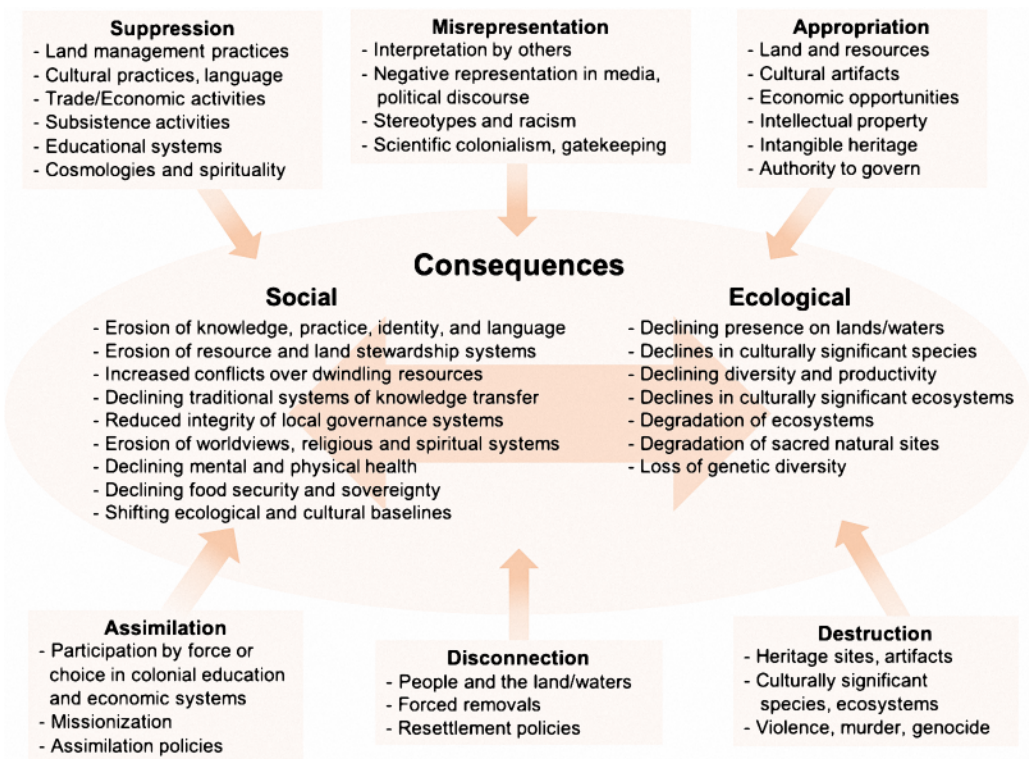 Suppression
- Land management practices
- Cultural practices, language
- Trade/Economic activities
- Subsistence activities
- Educational systems
- Cosmologies and spirituality
Misrepresentation
- Interpretation by others
- Negative representation in media,
political discourse
- Stereotypes and racism
- Scientific colonialism, gatekeeping
Appropriation
- Land and resources
- Cultural artifacts
- Economic opportunities
- Intellectual property
- Intangible heritage
- Authority to govern
Consequences
Social
- Erosion of knowledge, practice, identity, and language
- Erosion of resource and land stewardship systems
- Increased conflicts over dwindling resources
- Declining traditional systems of knowledge transfer
- Reduced integrity of local governance systems
- Erosion of worldviews, religious and spiritual systems
- Declining mental and physical health
- Declining food security and sovereignty
- Shifting ecological and cultural baselines
Ecological
- Declining presence on lands/waters
- Declines in culturally significant species
- Declining diversity and productivity
- Declines in culturally significant ecosystems
- Degradation of ecosystems
- Degradation of sacred natural sites
- Loss of genetic diversity
Assimilation
- Participation by force or
choice in colonial education
and economic systems
- Missionization
- Assimilation policies
Disconnection
- People and the land/waters
- Forced removals
- Resettlement policies
Destruction
- Heritage sites, artifacts
- Culturally significant
species, ecosystems
- Violence, murder, genocide